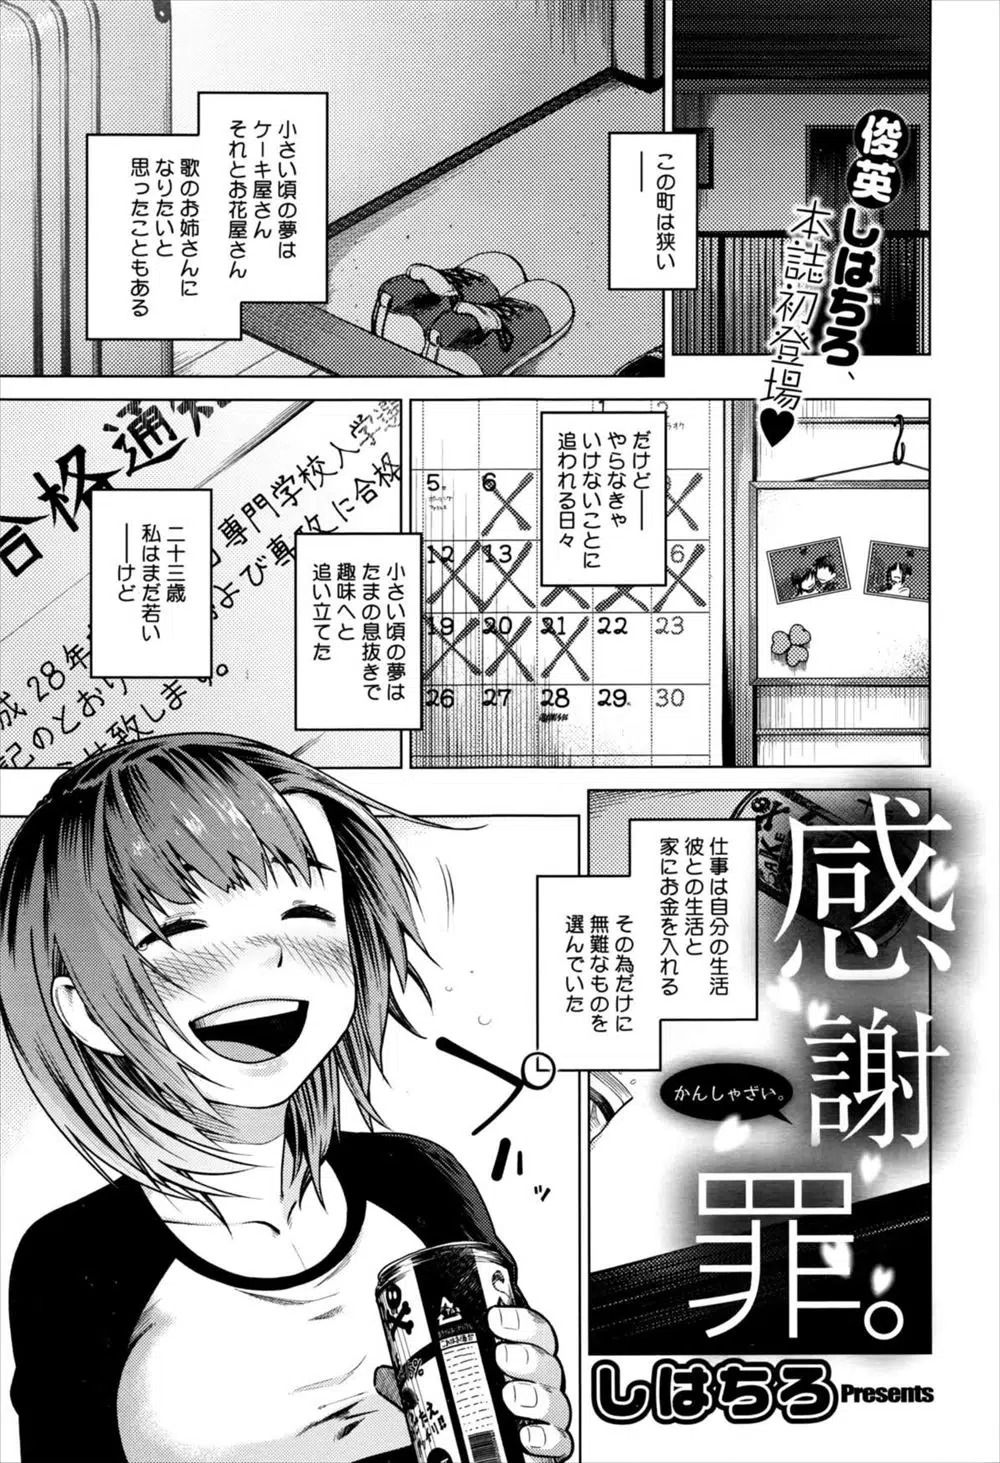 俊英しはちろ、
本誌初登場♥
この町は狭い
――
小さい頃の夢は
ケーキ屋さん
それとお花屋さん
歌のお姉さんに
なりたいと
思ったこともある
だけど――
やらなきゃ
いけないことに
追われる日々
5
6
12
13
6
19
20
21
22
23
26
27
28
29
30
小さい頃の夢は
たまの息抜きで
趣味へと
追い立てた
合格通知
専門学校入学選
および専攻に合格
成28年
記のとおり
致します。
二十三歳
私はまだ若い
――けど
仕事は自分の生活
彼との生活と
家にお金を入れる
その為だけに
無難なものを
選んでいた
SAKE
感謝罪。
かんしゃざい。
しはちろ Presents